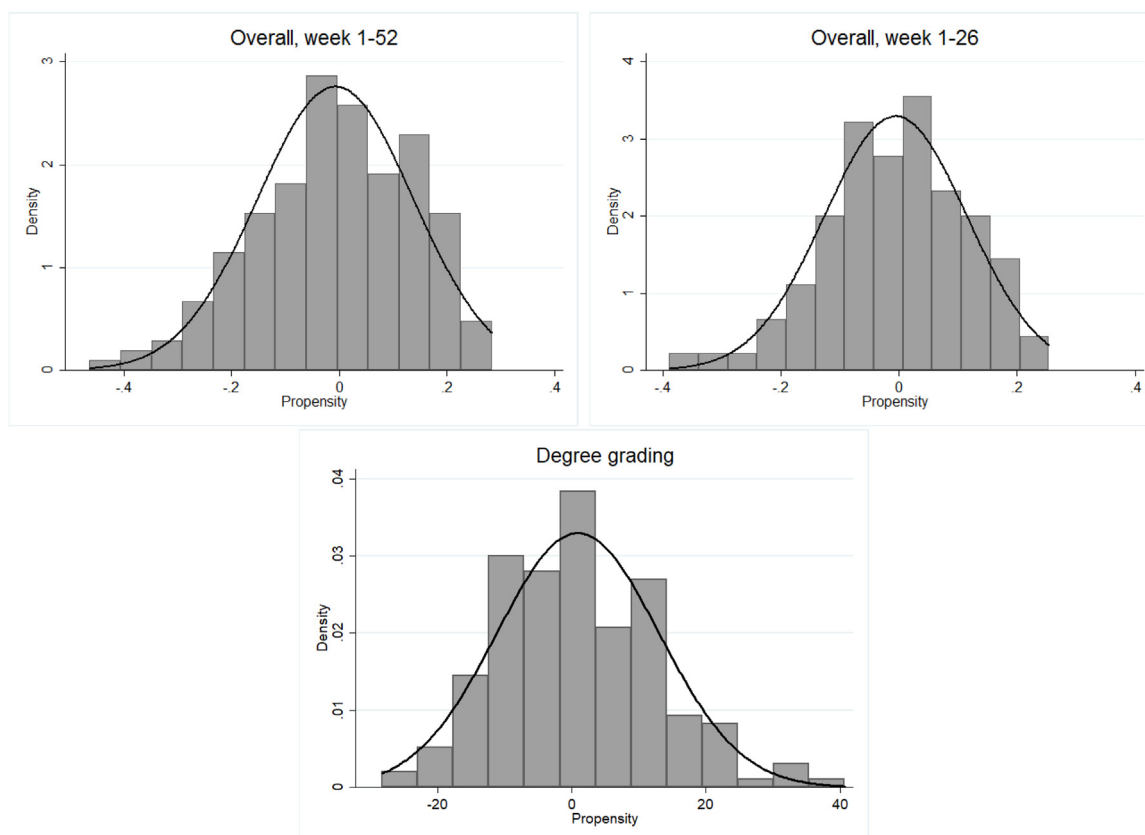 Overall, week 1-52
3
2
1
0
Density
-.4 -.2 0 .2 .4
Propensity
Overall, week 1-26
4
3
2
1
0
Density
-.4 -.2 0 .2 .4
Propensity
Degree grading
.04
.03
.02
.01
0
Density
-20 0 20 40
Propensity